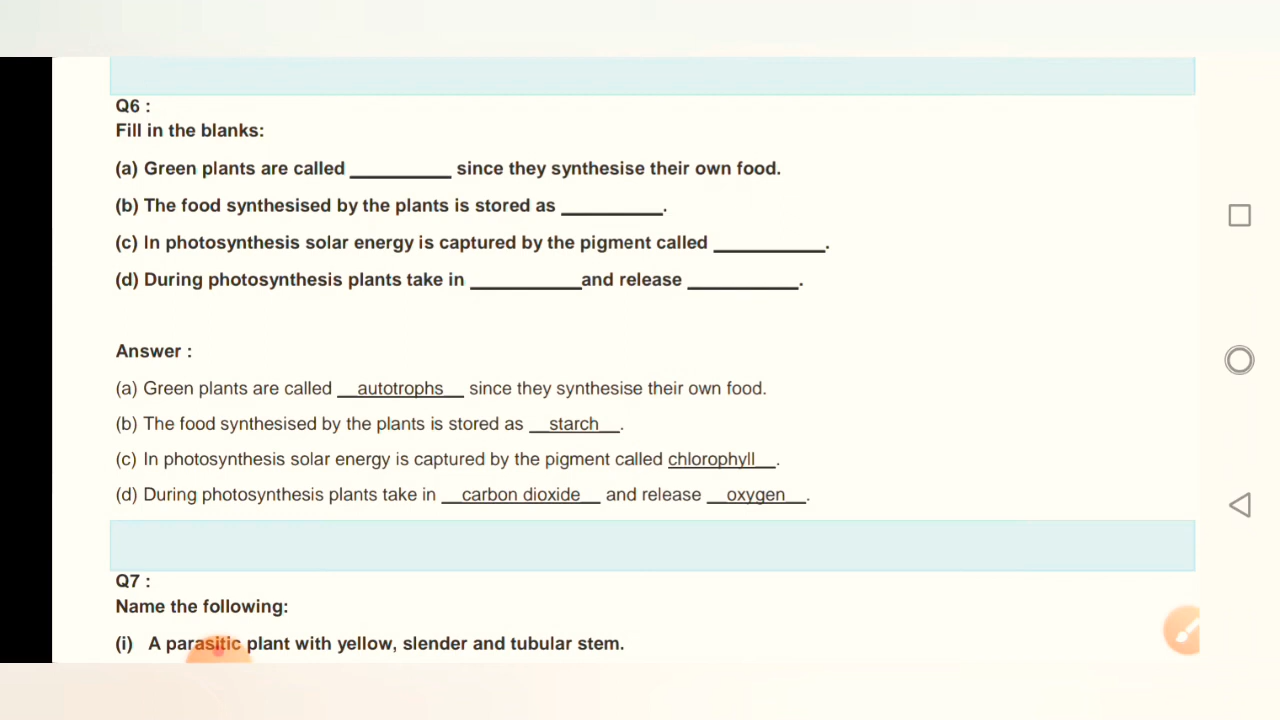 Q6 :
Fill in the blanks:
(a) Green plants are called __________ since they synthesise their own food.
(b) The food synthesised by the plants is stored as __________.
(c) In photosynthesis solar energy is captured by the pigment called ___________.
(d) During photosynthesis plants take in ___________and release ___________.
Answer :
(a) Green plants are called __autotrophs__ since they synthesise their own food.
(b) The food synthesised by the plants is stored as __starch__.
(c) In photosynthesis solar energy is captured by the pigment called chlorophyll__.
(d) During photosynthesis plants take in __carbon dioxide__ and release __oxygen__.
Q7 :
Name the following:
(i) A parasitic plant with yellow, slender and tubular stem.